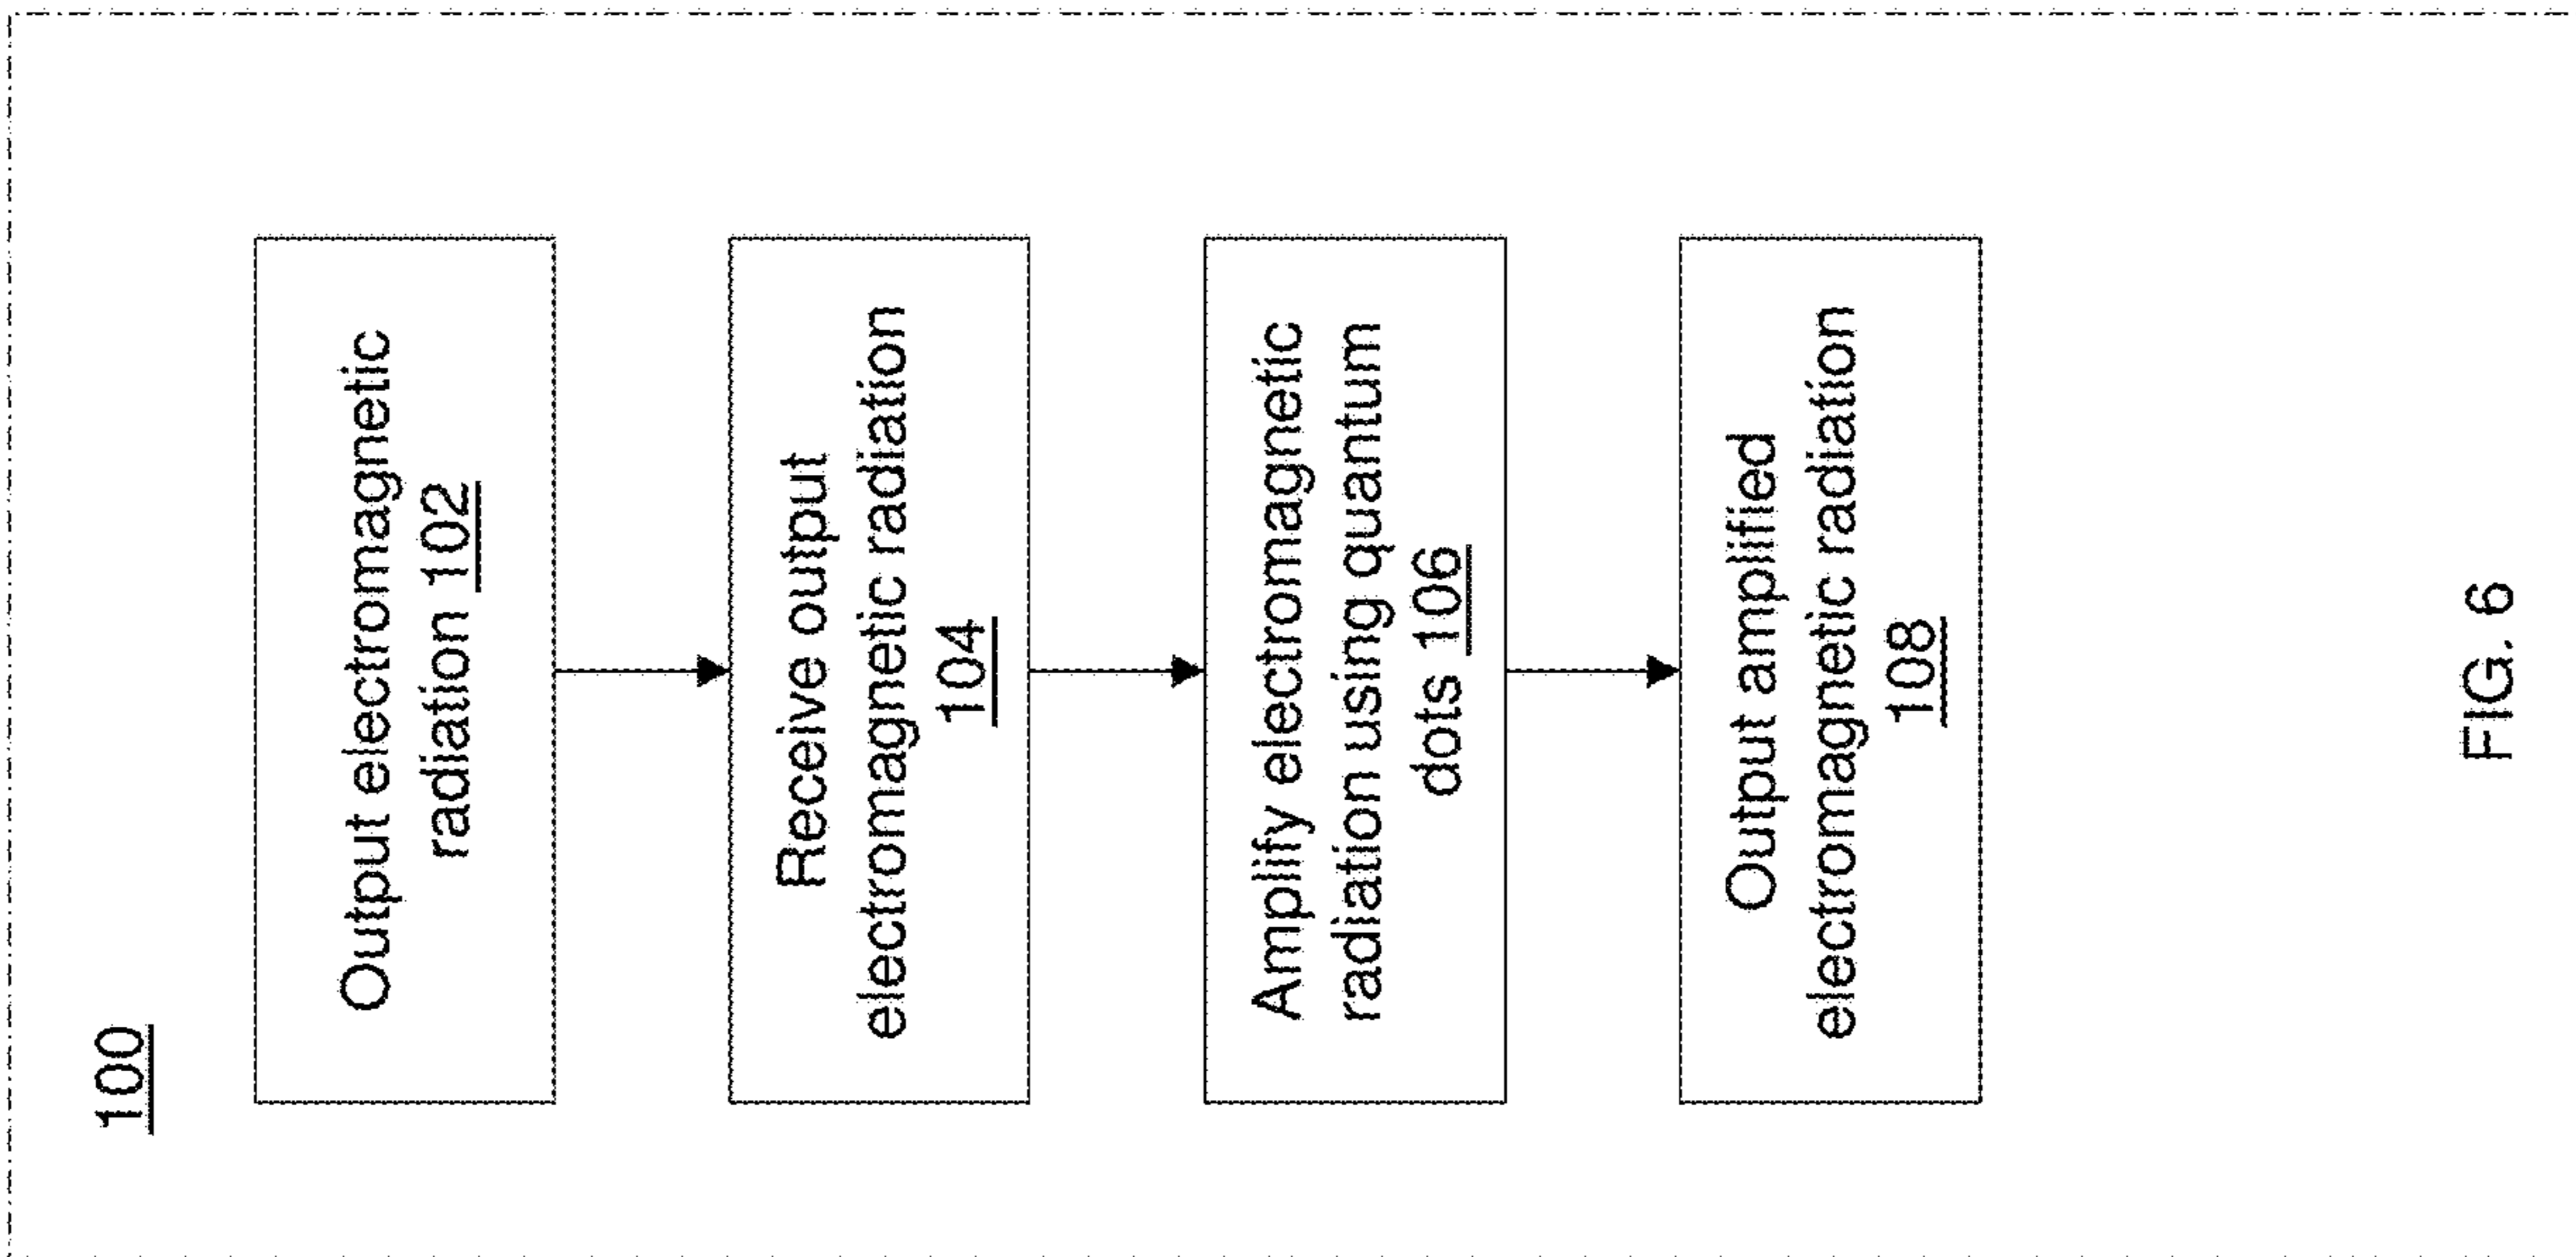 100
Output electromagnetic
radiation 102
Receive output
electromagnetic radiation
104
Amplify electromagnetic
radiation using quantum
dots 106
Output amplified
electromagnetic radiation
108
FIG. 6